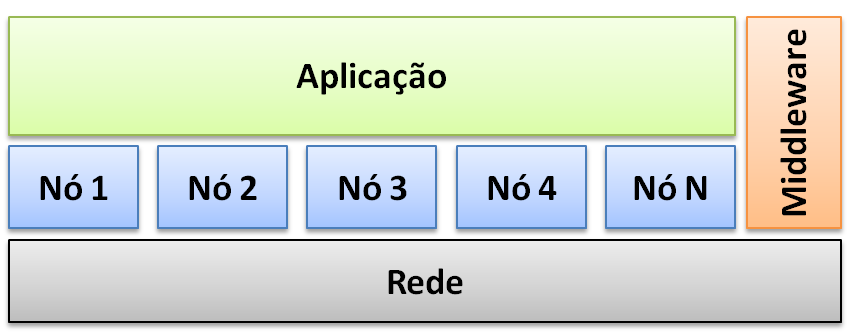 Aplicação
Middleware
Nó 1
Nó 2
Nó 3
Nó 4
Nó N
Rede